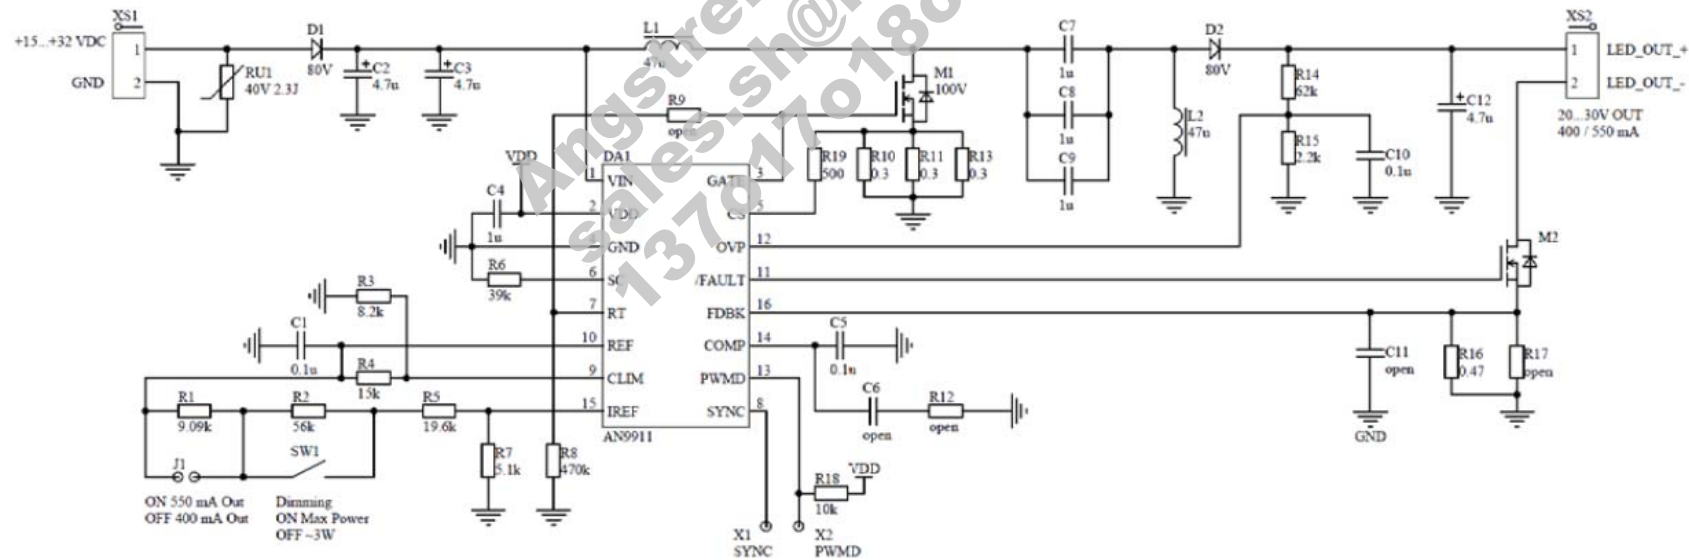 XS1
+15...+32 VDC
GND
1
2
RU1
40V 2.3J
D1
80V
C2
4.7u
C3
4.7u
L1
47u
M1
100V
R9
open
C7
1u
C8
1u
C9
1u
D2
80V
L2
47u
R14
62k
R15
2.2k
C10
0.1u
C12
4.7u
XS2
1
2
LED_OUT_+
LED_OUT_-
20...30V OUT
400 / 550 mA
R19
500
R10
0.3
R11
0.3
R13
0.3
VDD
C4
1u
R6
39k
R3
8.2k
C1
0.1u
R4
15k
R1
9.09k
R2
56k
R5
19.6k
SW1
J1
R7
5.1k
R8
470k
ON 550 mA Out
OFF 400 mA Out
Dimming
ON Max Power
OFF ~3W
DA1
1 VIN
2 VDD
GND
6
7 RT
10 REF
9 CLIM
15 IREF
GATE 3
CS 5
OVP 12
/FAULT 11
FDBK 16
COMP 14
PWMD 13
SYNC 8
AN9911
C5
0.1u
C6
open
R12
open
R18
10k
VDD
X1
SYNC
X2
PWMD
M2
C11
open
GND
R16
0.47
R17
open
Angstre
sales.sh@
137017018